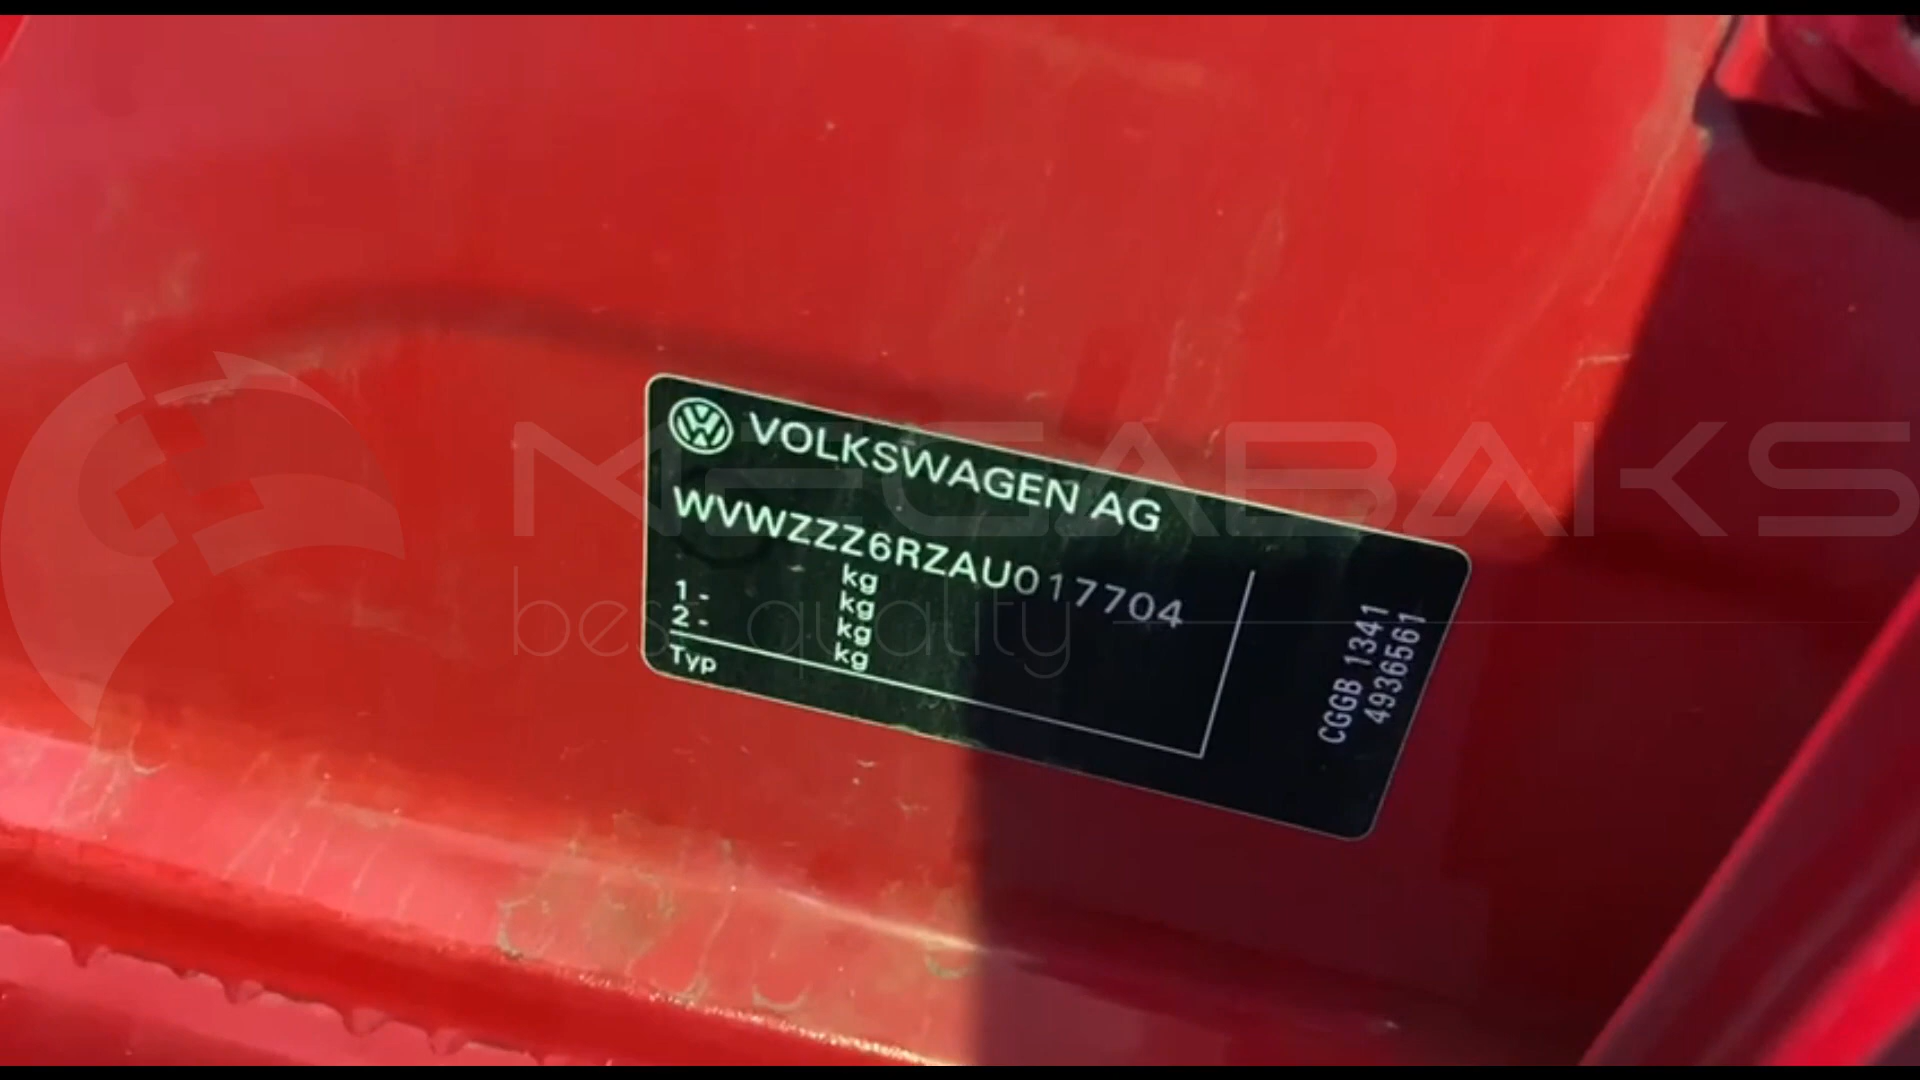 VOLKSWAGEN AG
WVWZZZ6RZAU017704
kg
1 - kg
2 - kg
kg
Typ
CGGB 1341
4936561
MEGABAKS
best quality